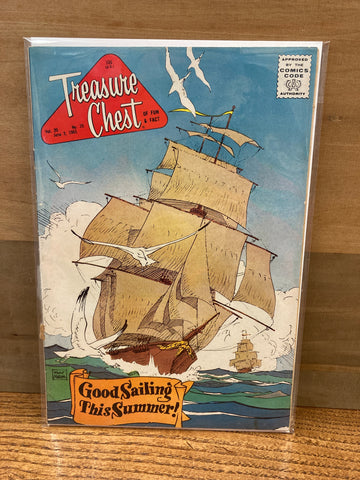 Treasure
Chest
OF FUN
& FACT
APPROVED
BY THE
COMICS
CODE
AUTHORITY
Good Sailing
This Summer!